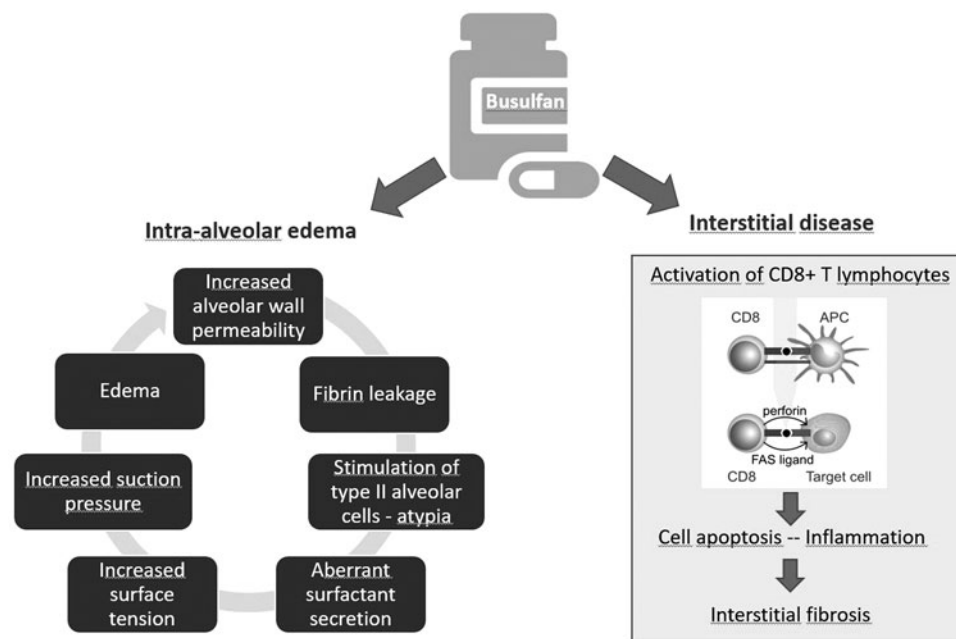 Busulfan
Intra-alveolar edema
Increased
alveolar wall
permeability
Fibrin leakage
Stimulation of
type II alveolar
cells - atypia
Aberrant
surfactant
secretion
Increased
surface
tension
Increased suction
pressure
Edema
Interstitial disease
Activation of CD8+ T lymphocytes
CD8 APC
perforin
FAS ligand
CD8 Target cell
Cell apoptosis -- Inflammation
Interstitial fibrosis